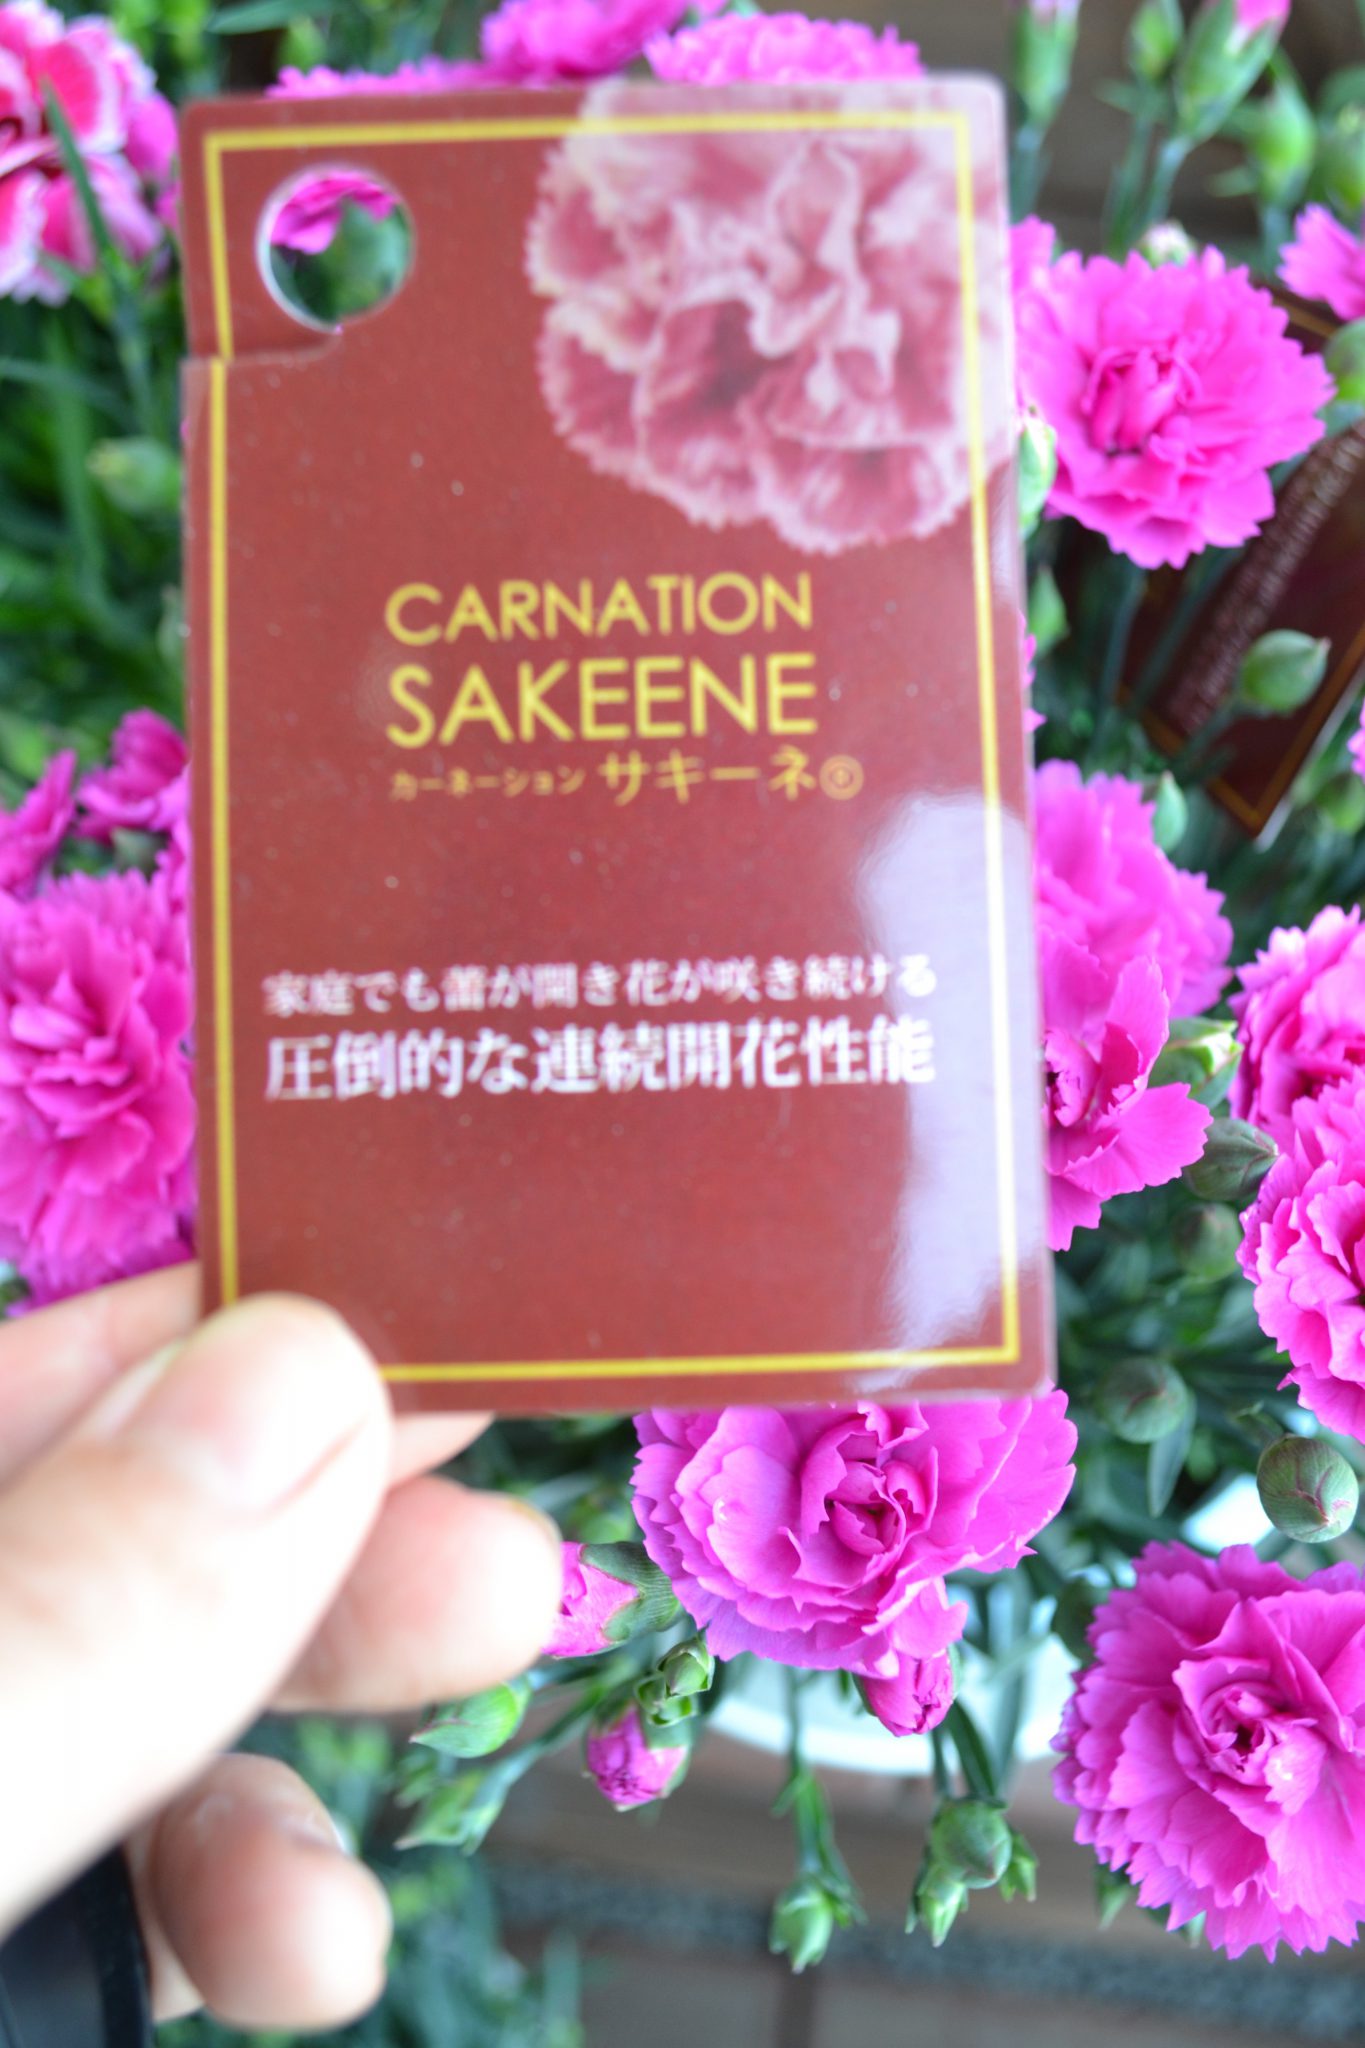 CARNATION
SAKEENE
カーネーション サキーネ
家庭でも蕾が開き花が咲き続ける
圧倒的な連続開花性能